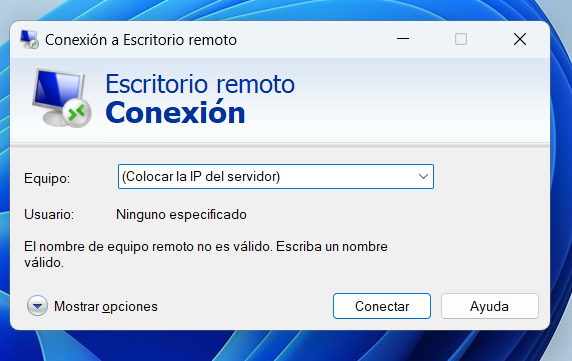 Conexión a Escritorio remoto
Escritorio remoto
Conexión
Equipo: (Colocar la IP del servidor)
Usuario: Ninguno especificado
El nombre de equipo remoto no es válido. Escriba un nombre
válido.
Mostrar opciones Conectar Ayuda